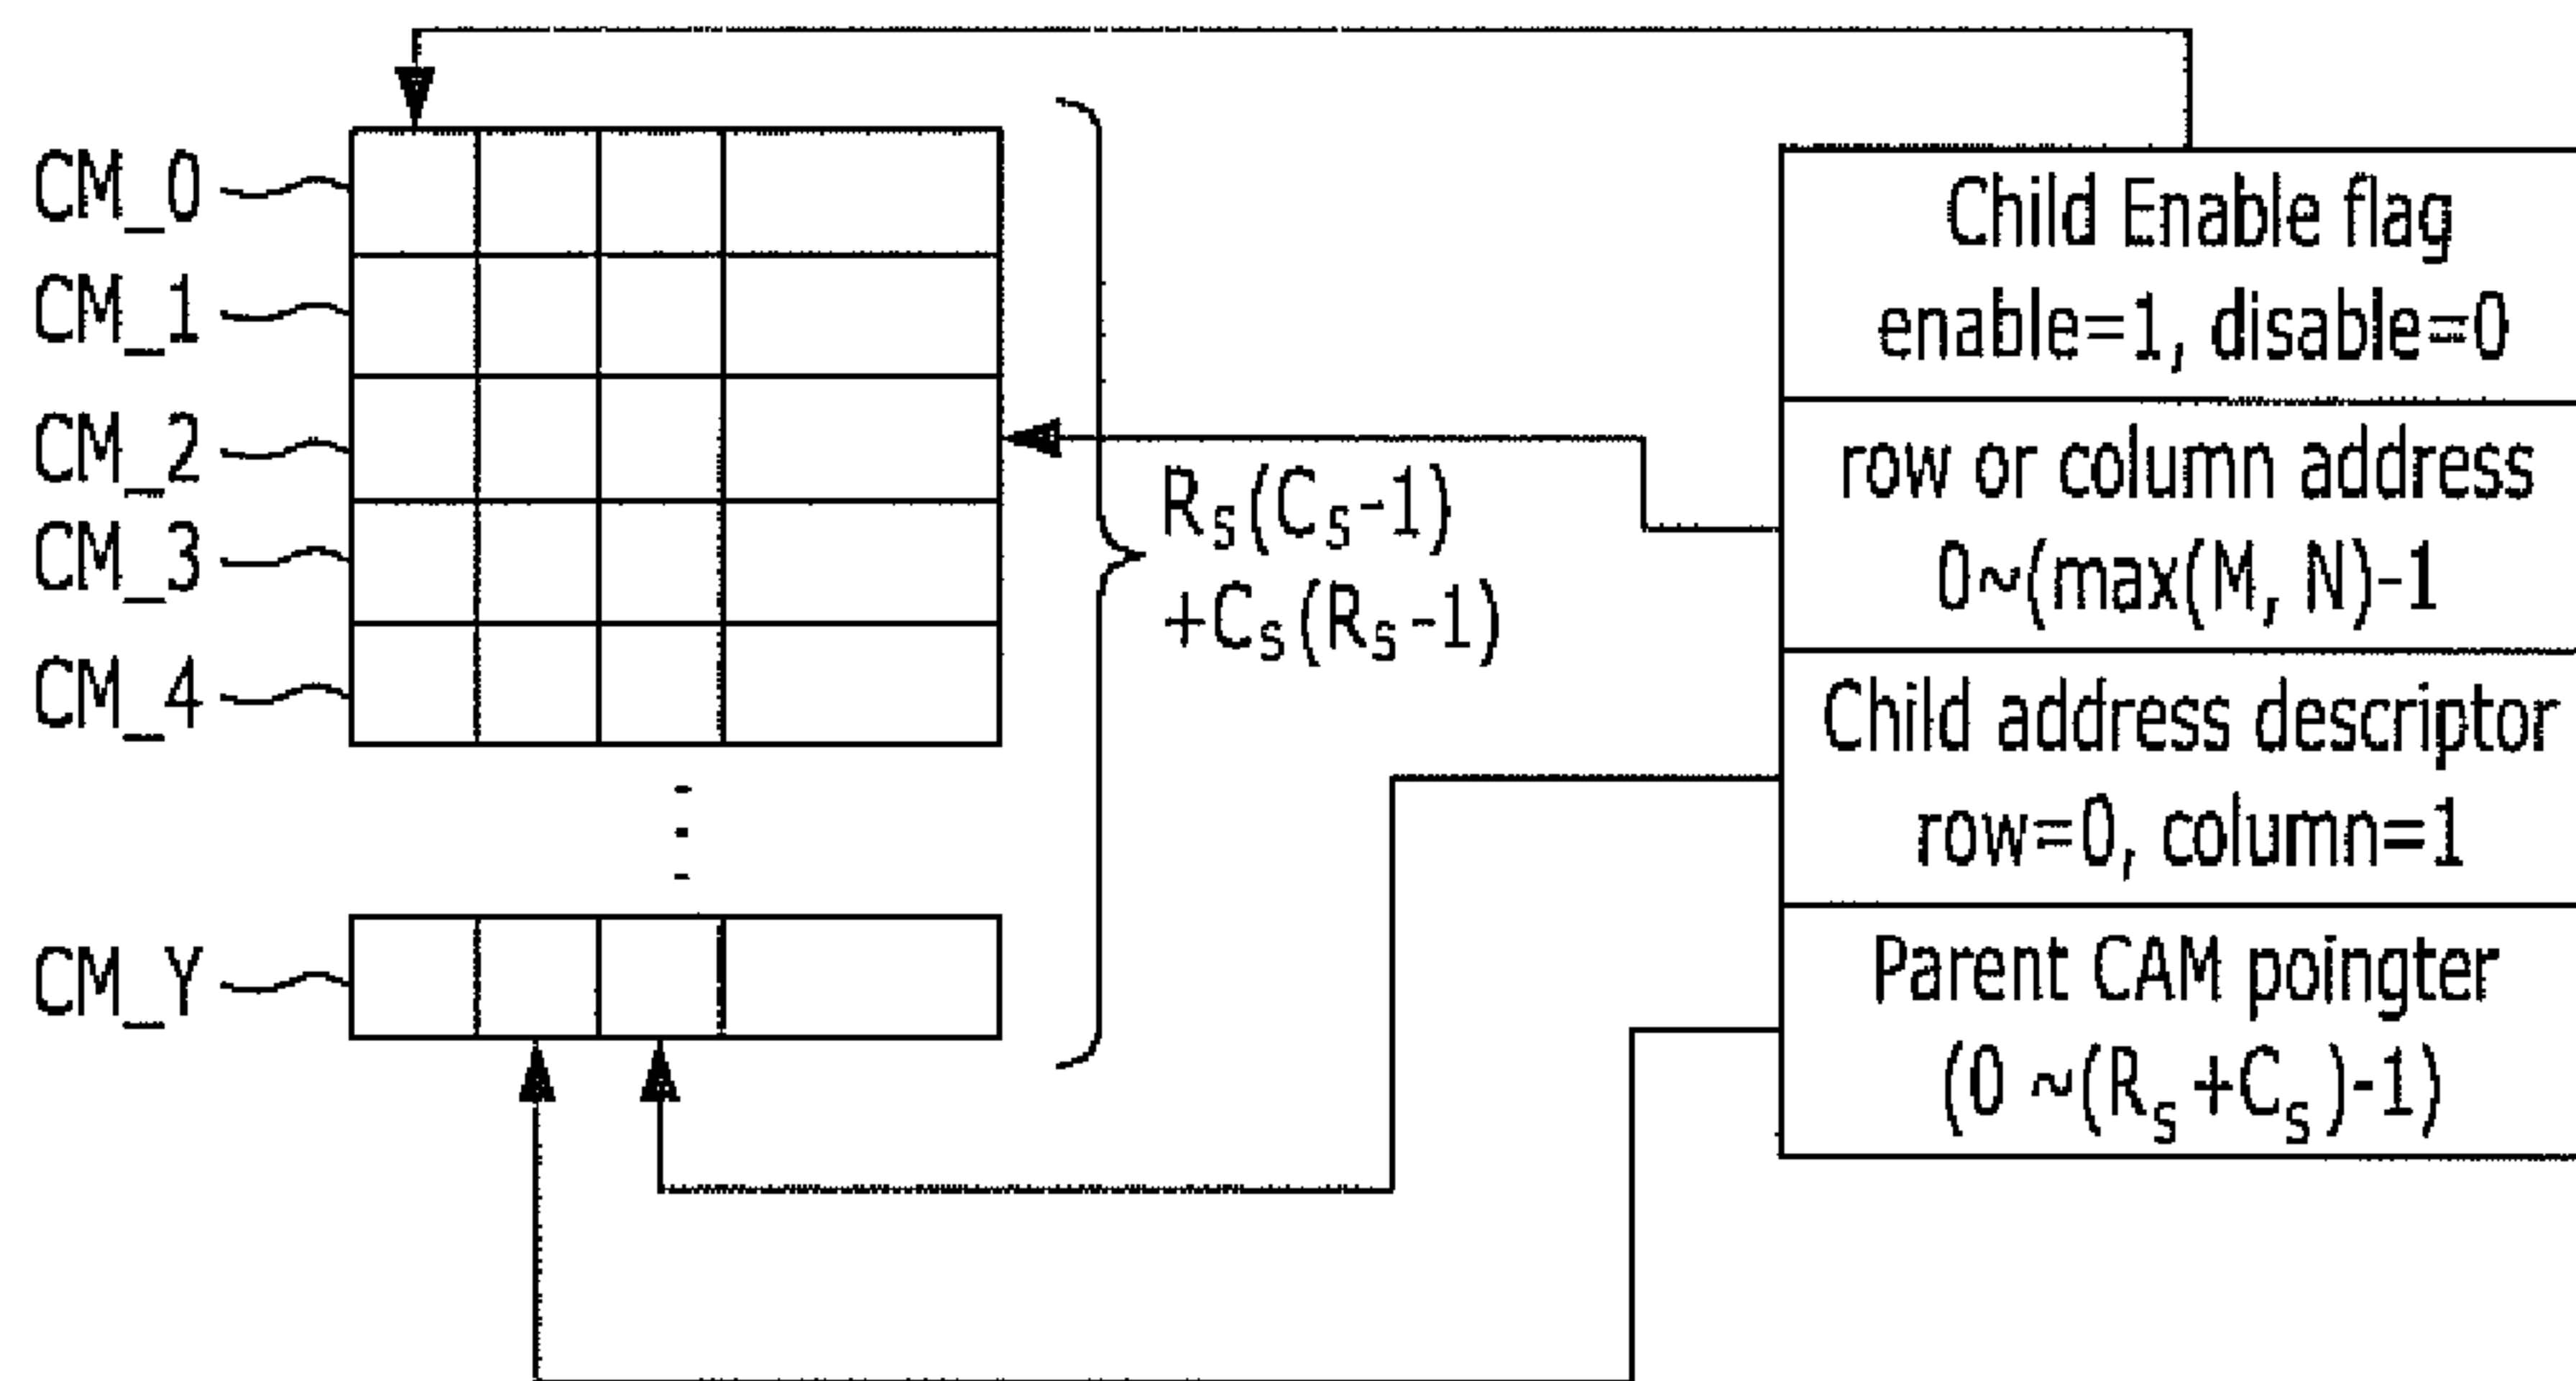 CM_0
CM_1
CM_2
CM_3
CM_4
CM_Y
Rs(Cs-1)
+Cs(Rs-1)
Child Enable flag
enable=1, disable=0
row or column address
0~(max(M, N)-1
Child address descriptor
row=0, column=1
Parent CAM poingter
(0 ~(Rs+Cs)-1)